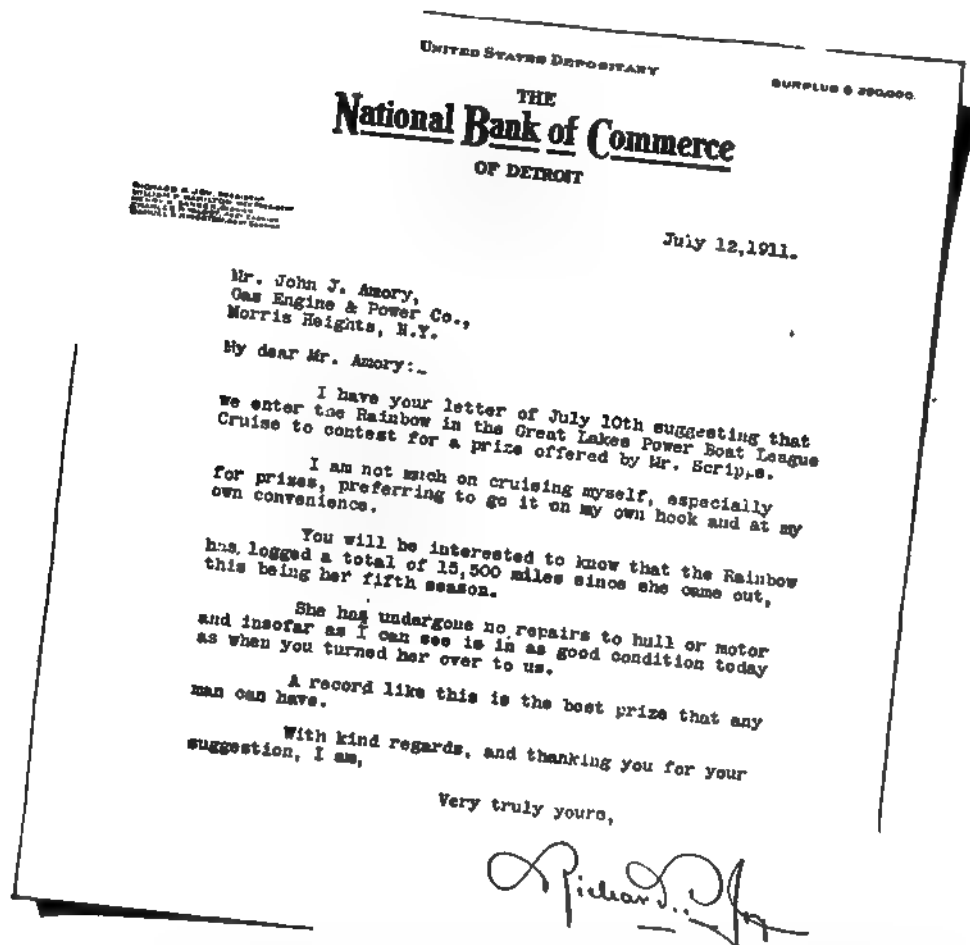 UNITED STATES DEPOSITARY
SURPLUS $
THE
National Bank of Commerce
OF DETROIT
July 12,1911.
Mr. John J. Amory,
Gas Engine & Power Co.,
Morris Heights, N.Y.
My dear Mr. Amory:-
I have your letter of July 10th suggesting that
we enter the Rainbow in the Great Lakes Power Boat League
Cruise to contest for a prize offered by Mr. Scripps.
I am not much on cruising myself, especially
for prizes, preferring to go it on my own hook and at my
own convenience.
You will be interested to know that the Rainbow
has logged a total of 15,500 miles since she came out,
this being her fifth season.
She has undergone no repairs to hull or motor
and insofar as I can see is in as good condition today
as when you turned her over to us.
A record like this is the best prize that any
man can have.
With kind regards, and thanking you for your
suggestion, I am,
Very truly yours,
Richard P. Joy